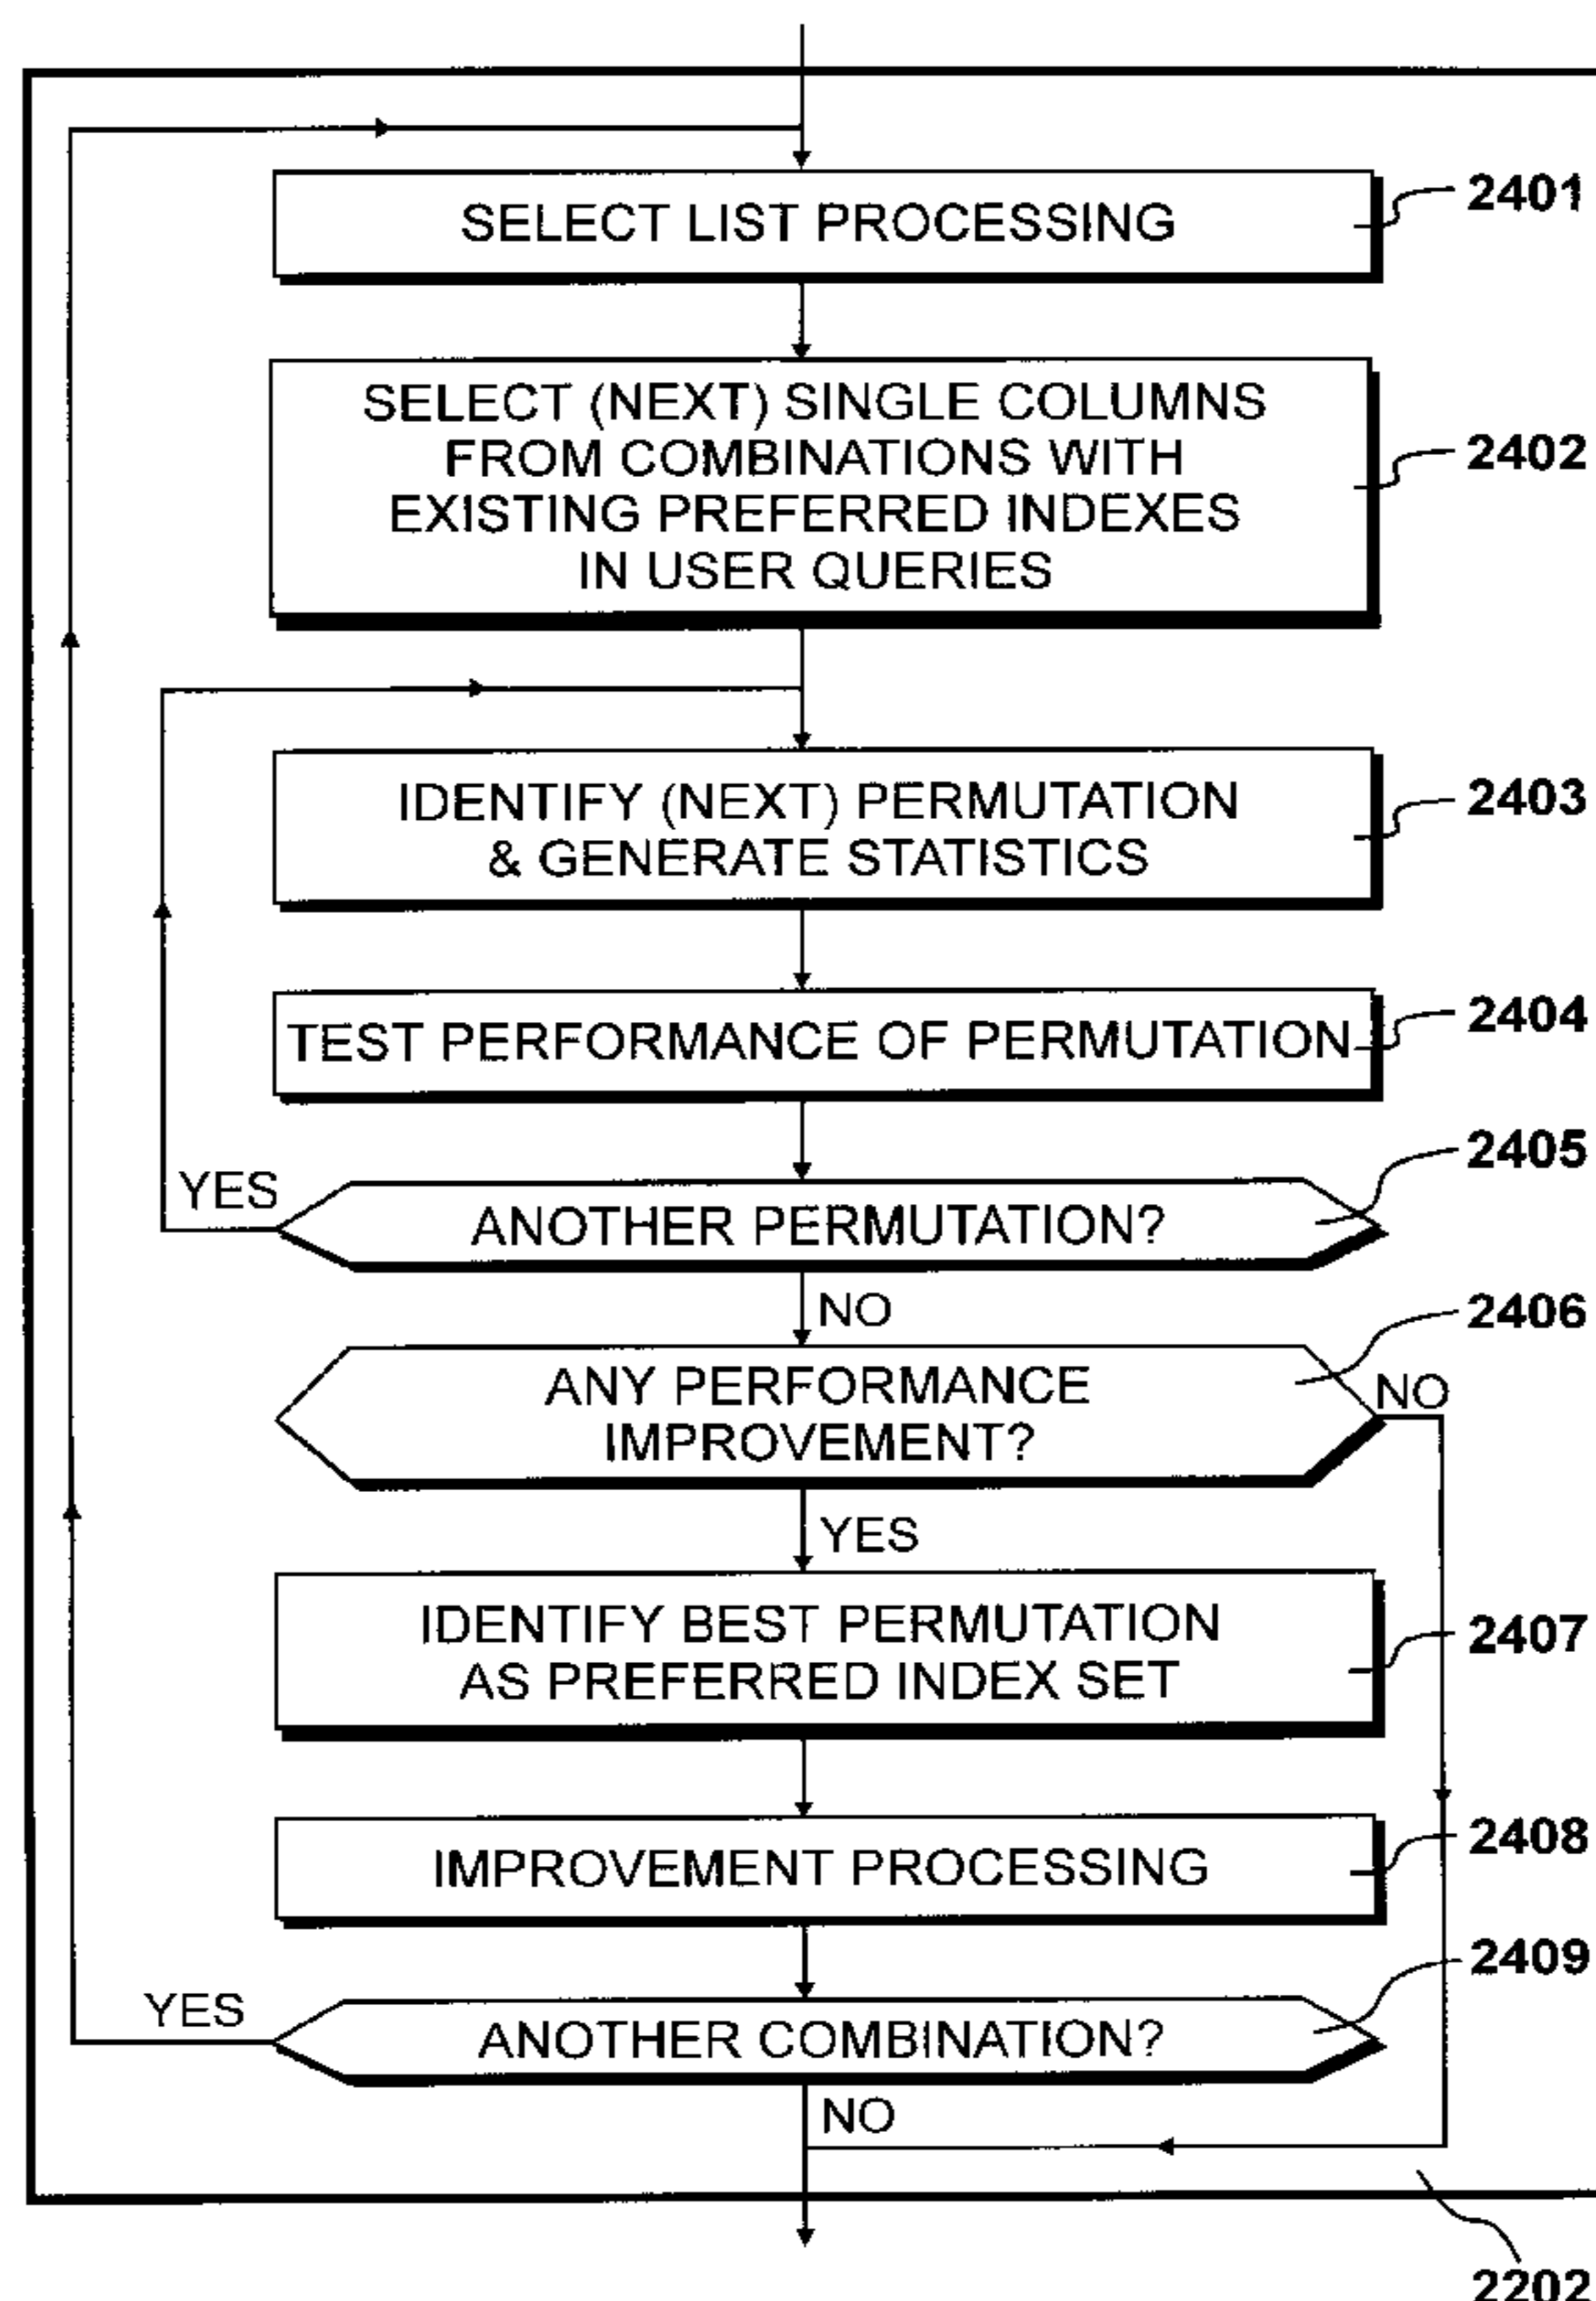 2401
SELECT LIST PROCESSING
SELECT (NEXT) SINGLE COLUMNS
FROM COMBINATIONS WITH
EXISTING PREFERRED INDEXES
IN USER QUERIES
2402
IDENTIFY (NEXT) PERMUTATION
& GENERATE STATISTICS
2403
TEST PERFORMANCE OF PERMUTATION
2404
2405
YES
ANOTHER PERMUTATION?
NO
2406
ANY PERFORMANCE
IMPROVEMENT?
NO
YES
IDENTIFY BEST PERMUTATION
AS PREFERRED INDEX SET
2407
IMPROVEMENT PROCESSING
2408
2409
YES
ANOTHER COMBINATION?
NO
2202